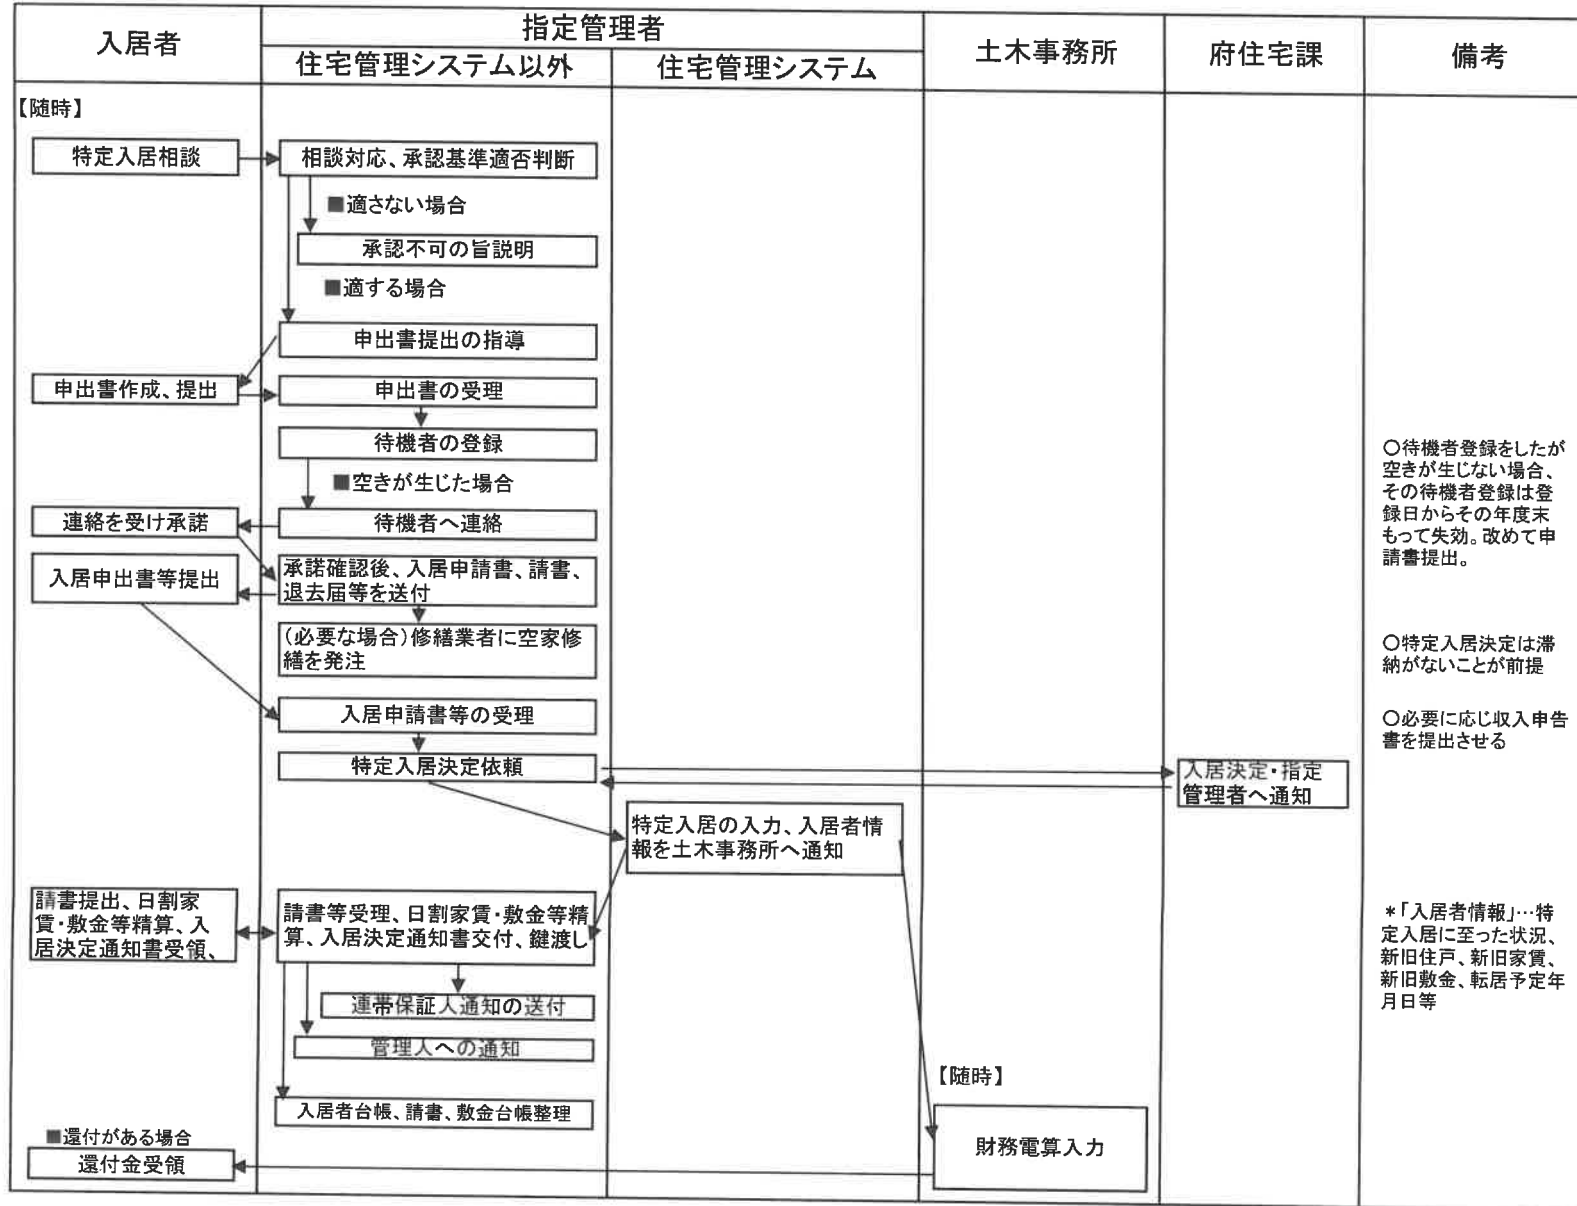 入居者
指定管理者
住宅管理システム以外
住宅管理システム
土木事務所
府住宅課
備考
【随時】
特定入居相談
相談対応、承認基準適否判断
■適さない場合
承認不可の旨説明
■適する場合
申出書提出の指導
申出書作成、提出
申出書の受理
待機者の登録
■空きが生じた場合
連絡を受け承諾
待機者へ連絡
入居申出書等提出
承諾確認後、入居申請書、請書、
退去届等を送付
(必要な場合)修繕業者に空家修
繕を発注
入居申請書等の受理
特定入居決定依頼
入居決定・指定
管理者へ通知
特定入居の入力、入居者情
報を土木事務所へ通知
請書提出、日割家
賃・敷金等精算、入
居決定通知書受領、
請書等受理、日割家賃・敷金等精
算、入居決定通知書交付、鍵渡し
連帯保証人通知の送付
管理人への通知
入居者台帳、請書、敷金台帳整理
【随時】
財務電算入力
■還付がある場合
還付金受領
○待機者登録をしたが
空きが生じない場合、
その待機者登録は登
録日からその年度末
もって失効。改めて申
請書提出。
○特定入居決定は滞
納がないことが前提
○必要に応じ収入申告
書を提出させる
*「入居者情報」…特
定入居に至った状況、
新旧住戸、新旧家賃、
新旧敷金、転居予定年
月日等